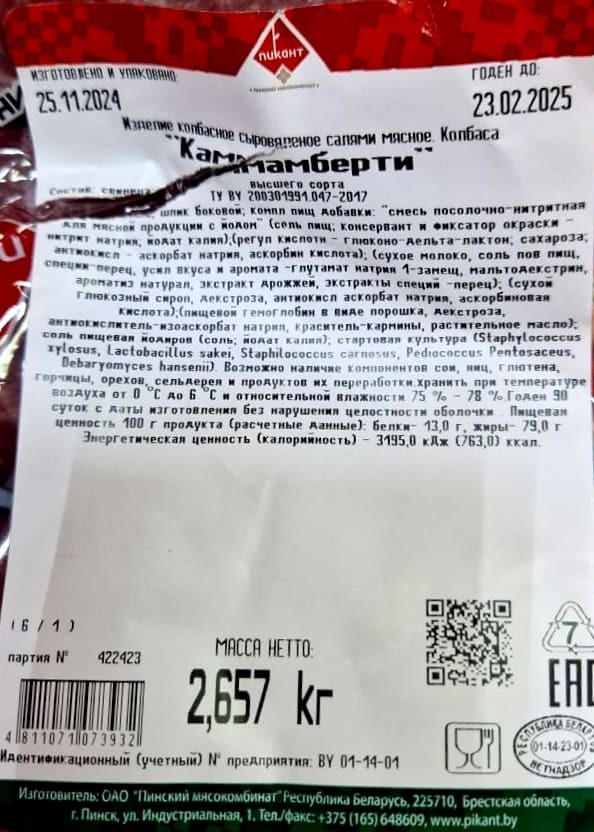 пикант
ИЗГОТОВЛЕНО И УПАКОВАНО:
25.11.2024
ГОДЕН ДО:
23.02.2025
Изделие колбасное сыровяленое салями мясное. Колбаса
высшего сорта
ТУ BY 200301991.047-2017
Состав: свинина
шпик боковой; компл пищ добавки: "смесь посолочно-нитритная
для мясной продукции с йодом" (соль пищ; консервант и фиксатор окраски -
нитрит натрия; йодат калия);(регул кислотн - глюконо-дельта-лактон; сахароза;
антиокисл - аскорбат натрия, аскорбин кислота); (сухое молоко, соль пов пищ,
специи-перец, усил вкуса и аромата -глутамат натрия 1-замещ, мальтодекстрин,
ароматиз натурал, экстракт дрожжей, экстракты специй -перец); (сухой
глюкозный сироп, декстроза, антиокисл аскорбат натрия, аскорбиновая
кислота);(пищевой гемоглобин в виде порошка, декстроза,
антиокислитель-изоаскорбат натрия, краситель-кармины, растительное масло);
соль пищевая йодиров (соль; йодат калия); стартовая культура (Staphylococcus
xylosus, Lactobacillus sakei, Staphilococcus carnosus, Pediococcus Pentosaceus,
Debaryomyces hansenii). Возможно наличие компонентов сои, яиц, глютена,
горчицы, орехов, сельдерея и продуктов их переработки.хранить при температуре
воздуха от 0 °С до 6 °С и относительной влажности 75 % - 78 %.Годен 90
суток с даты изготовления без нарушения целостности оболочки . Пищевая
ценность 100 г продукта (расчетные данные): белки- 13,0 г, жиры- 79,0 г
Энергетическая ценность (калорийность) - 3195,0 кДж (763,0) ккал.
( 6 / 1 )
партия № 422423
МАССА НЕТТО:
2,657 кг
7
EAC
4 811071 073932
РЕСПУБЛИКА БЕЛАРУСЬ
01-14-23-01
ВЕТНАДЗОР
Идентификационный (учетный) № предприятия: BY 01-14-01
Изготовитель: ОАО "Пинский мясокомбинат" Республика Беларусь, 225710, Брестская область,
г. Пинск, ул. Индустриальная, 1. Тел./факс: +375 (165) 648609, www.pikant.by